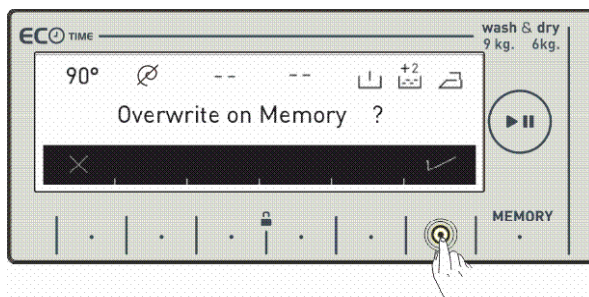 ECO TIME
wash & dry
9 kg. 6kg.
90° -- -- +2
Overwrite on Memory ?
MEMORY